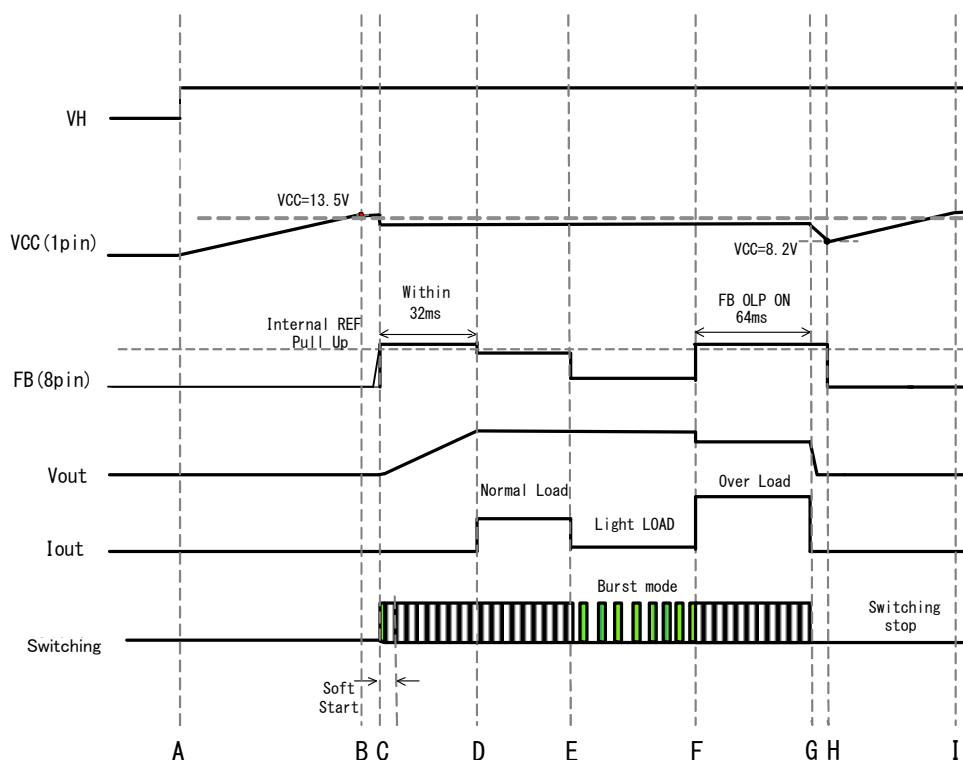 VH
VCC=13.5V
VCC(1pin)
VCC=8.2V
Within
32ms
FB OLP ON
64ms
Internal REF
Pull Up
FB(8pin)
Vout
Normal Load
Over Load
Light LOAD
Iout
Burst mode
Switching
stop
Switching
Soft
Start
A B C D E F G H I